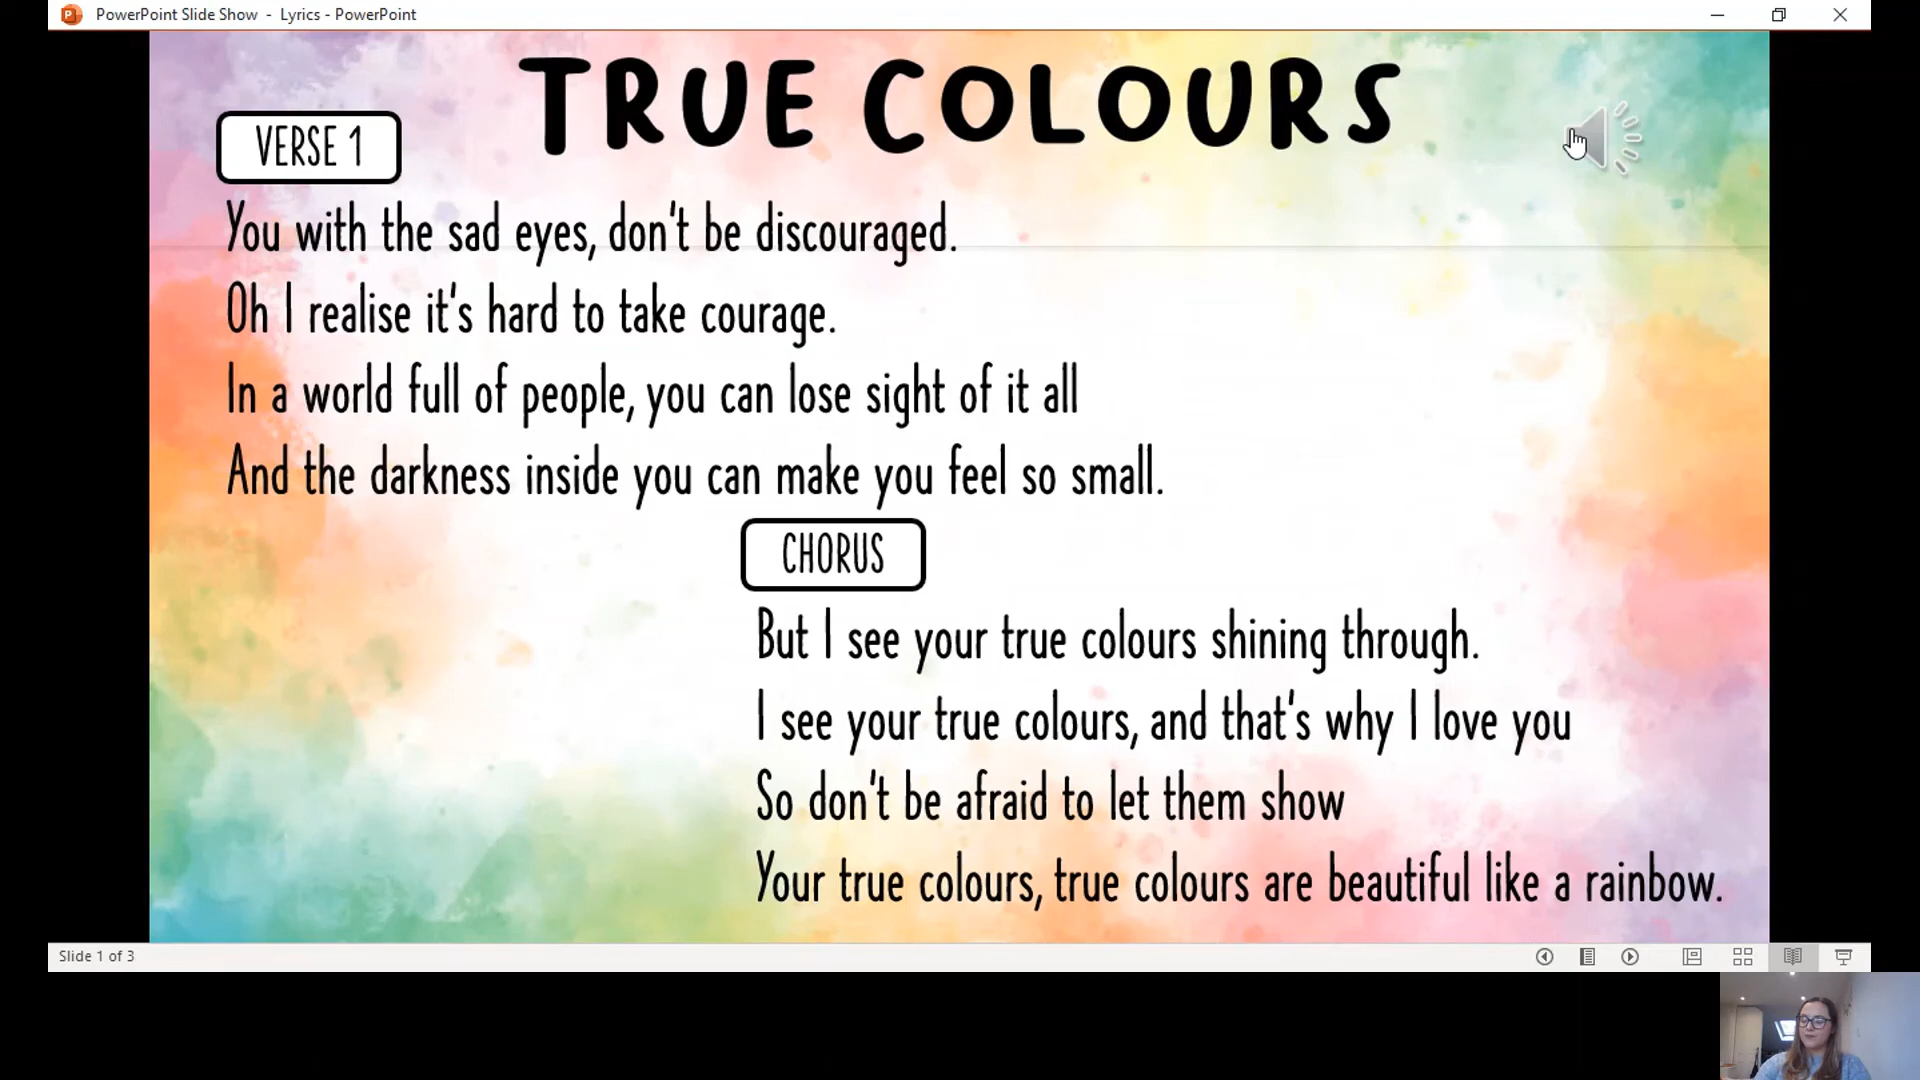 PowerPoint Slide Show - Lyrics - PowerPoint
TRUE COLOURS
VERSE 1
You with the sad eyes, don't be discouraged.
Oh I realise it's hard to take courage.
In a world full of people, you can lose sight of it all
And the darkness inside you can make you feel so small.
CHORUS
But I see your true colours shining through.
I see your true colours, and that's why I love you
So don't be afraid to let them show
Your true colours, true colours are beautiful like a rainbow.
Slide 1 of 3